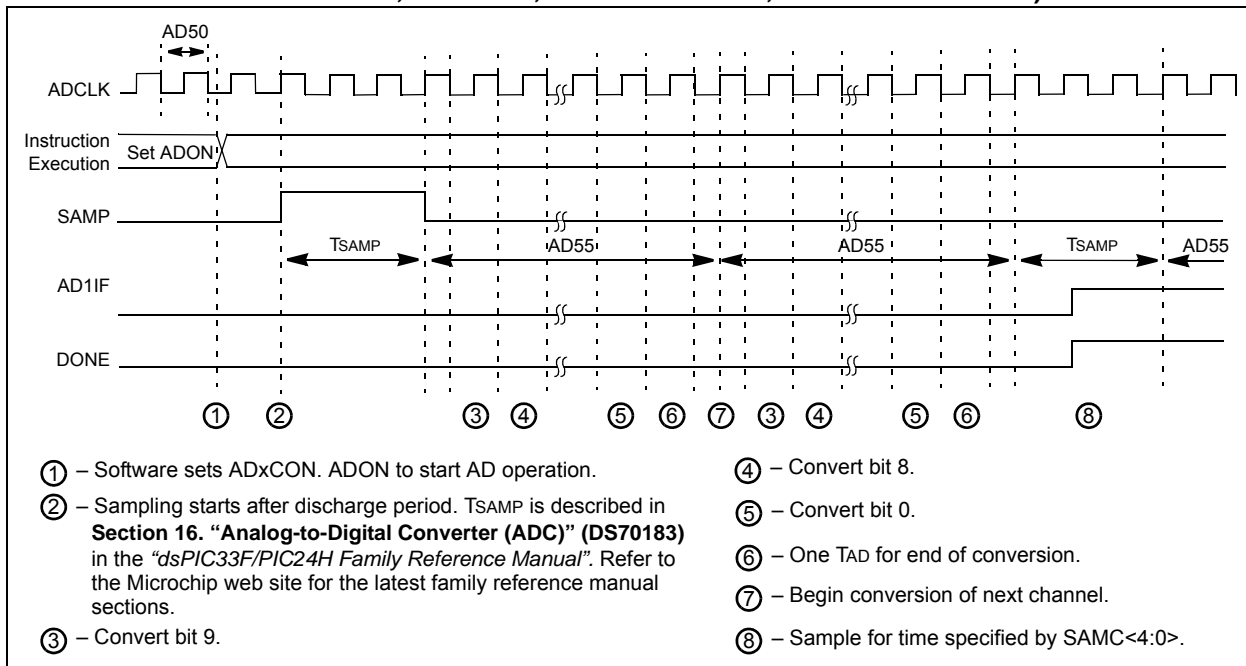 AD50
ADCLK
Instruction
Execution
Set ADON
SAMP
TSAMP
AD55
AD55
TSAMP
AD55
AD1IF
DONE
1 2 3 4 5 6 7 3 4 5 6 8
1 – Software sets ADxCON. ADON to start AD operation.
2 – Sampling starts after discharge period. TSAMP is described in
Section 16. “Analog-to-Digital Converter (ADC)” (DS70183)
in the “dsPIC33F/PIC24H Family Reference Manual”. Refer to
the Microchip web site for the latest family reference manual
sections.
3 – Convert bit 9.
4 – Convert bit 8.
5 – Convert bit 0.
6 – One TAD for end of conversion.
7 – Begin conversion of next channel.
8 – Sample for time specified by SAMC<4:0>.